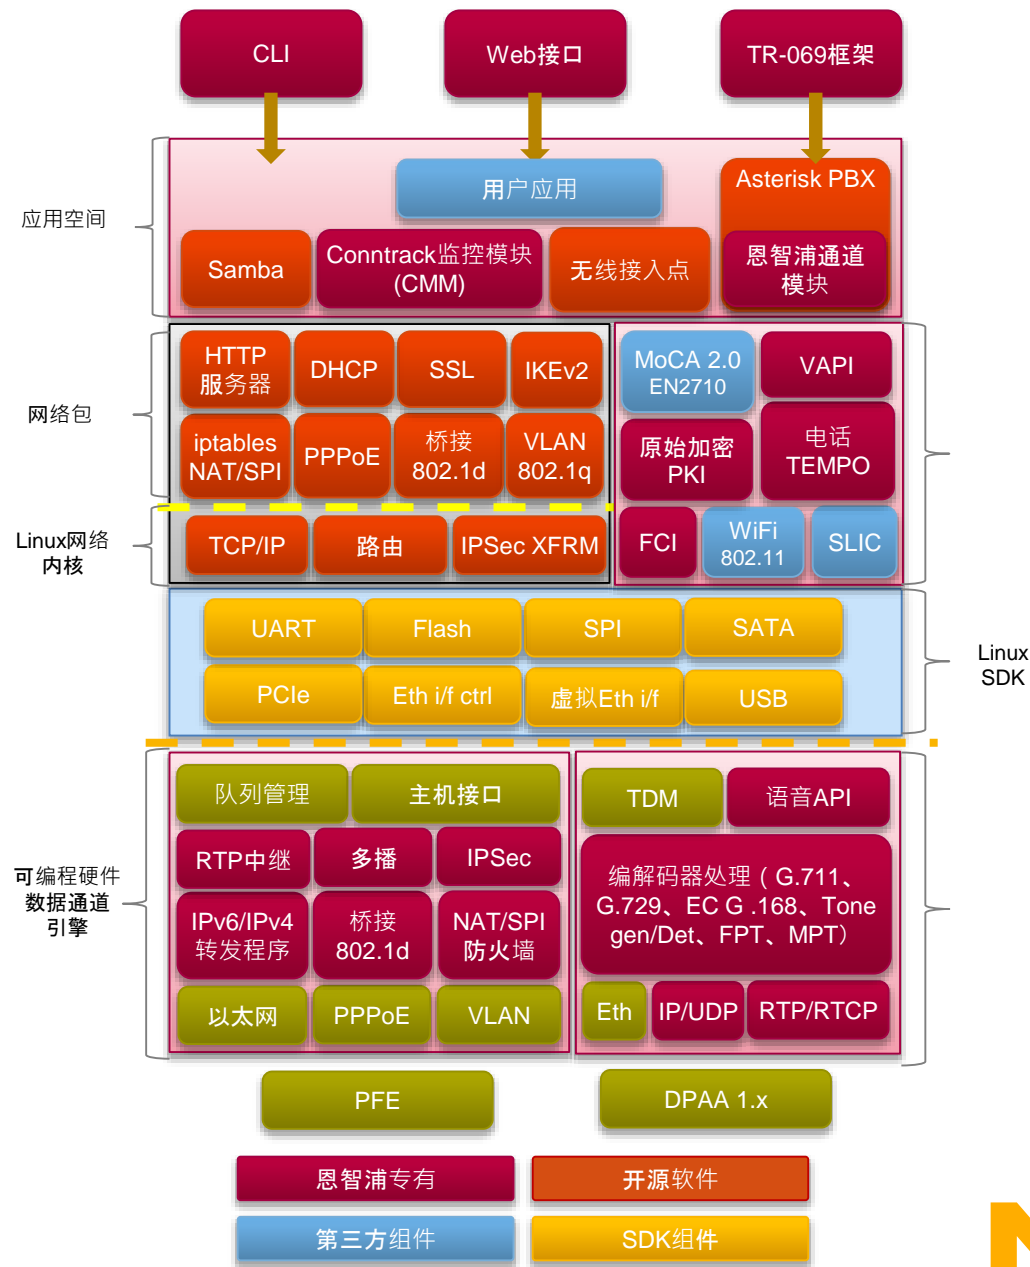 CLI
Web接口
TR-069框架
应用空间
用户应用
Asterisk PBX
Samba
Conntrack监控模块
(CMM)
无线接入点
恩智浦通道
模块
网络包
HTTP
服务器
DHCP
SSL
IKEv2
iptables
NAT/SPI
PPPoE
桥接
802.1d
VLAN
802.1q
MoCA 2.0
EN2710
VAPI
原始加密
PKI
电话
TEMPO
Linux网络
内核
TCP/IP
路由
IPSec XFRM
FCI
WiFi
802.11
SLIC
UART
Flash
SPI
SATA
PCIe
Eth i/f ctrl
虚拟Eth i/f
USB
Linux
SDK
可编程硬件
数据通道
引擎
队列管理
主机接口
RTP中继
多播
IPSec
IPv6/IPv4
转发程序
桥接
802.1d
NAT/SPI
防火墙
以太网
PPPoE
VLAN
TDM
语音API
编解码器处理（G.711、
G.729、EC G .168、Tone
gen/Det、FPT、MPT）
Eth
IP/UDP
RTP/RTCP
PFE
DPAA 1.x
恩智浦专有
开源软件
第三方组件
SDK组件